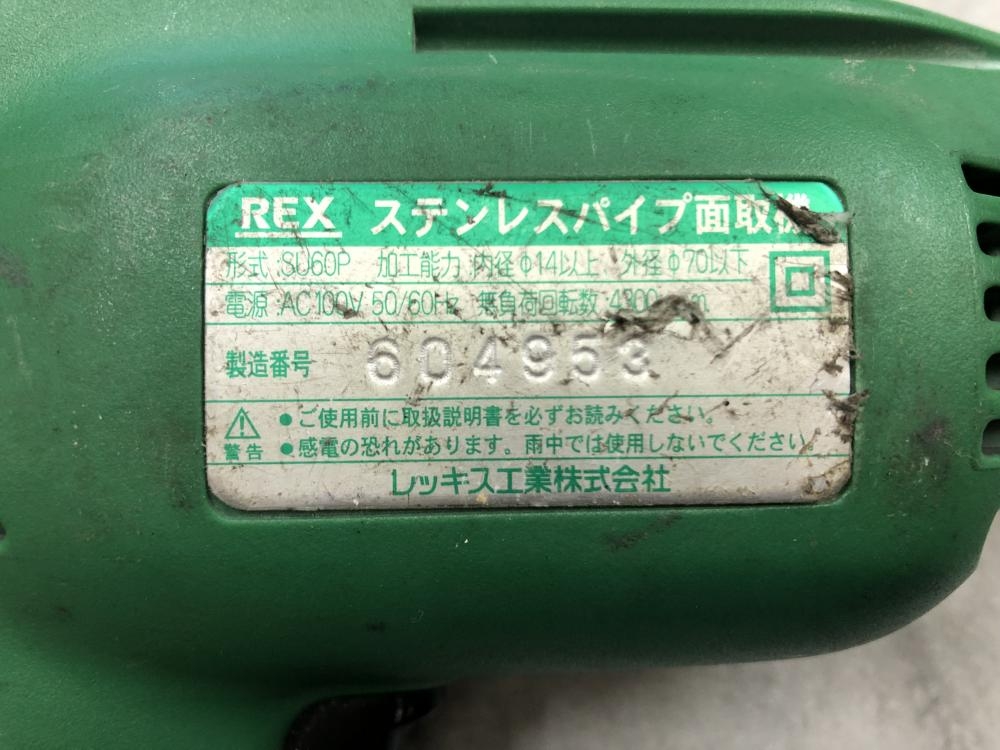 REX ステンレスパイプ面取機
形式 SU60P 加工能力 内径 φ14以上 外径 φ70以下
電源 AC100V 50/60Hz 無負荷回転数
製造番号 604953
警告
●ご使用前に取扱説明書を必ずお読みください。
●感電の恐れがあります。雨中では使用しないでください。
レッキス工業株式会社